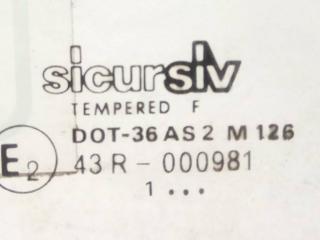 sicursiv
TEMPERED F
DOT-36 AS 2 M 126
E2 43 R - 000981
1 •••